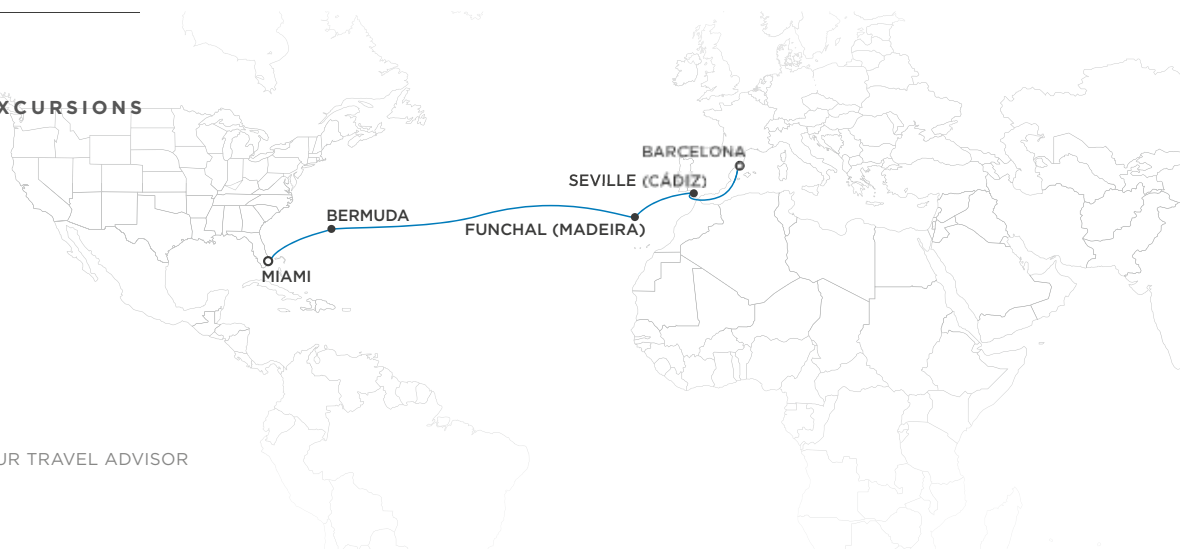 XCURSIONS
BARCELONA
SEVILLE (CÁDIZ)
BERMUDA
FUNCHAL (MADEIRA)
MIAMI
UR TRAVEL ADVISOR